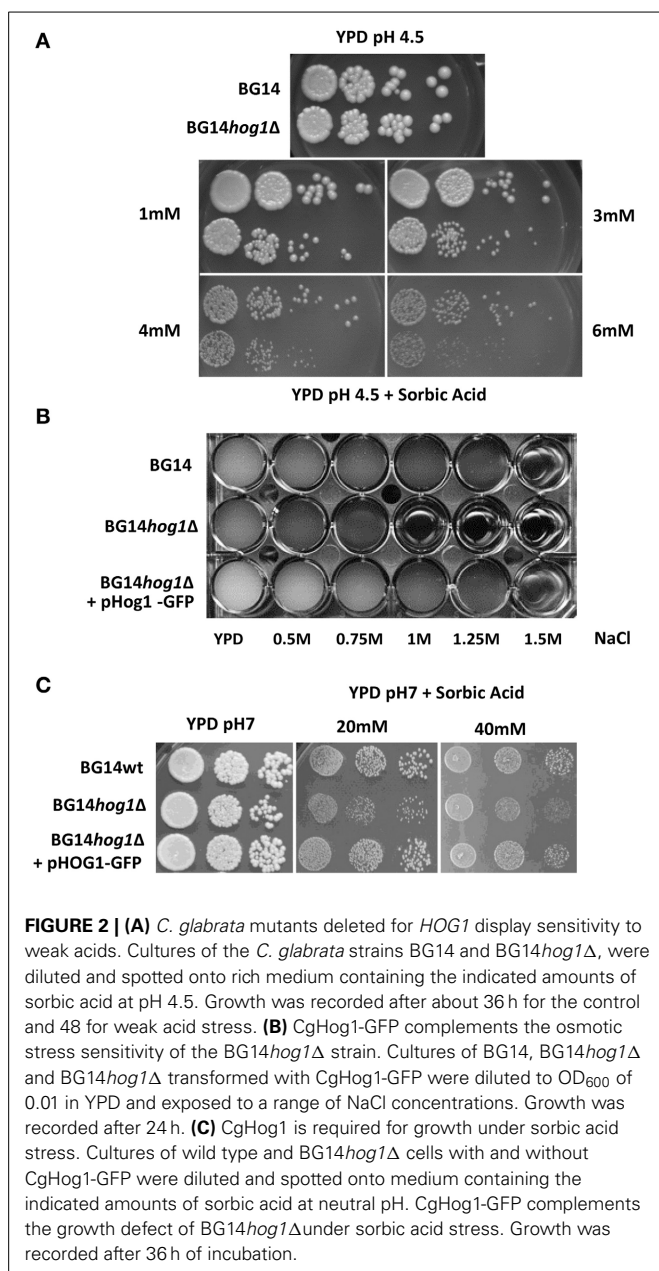 A
YPD pH 4.5
BG14
BG14hog1Δ
1mM
3mM
4mM
6mM
YPD pH 4.5 + Sorbic Acid
B
BG14
BG14hog1Δ
BG14hog1Δ
+ pHog1 -GFP
YPD 0.5M 0.75M 1M 1.25M 1.5M NaCl
C
YPD pH7 + Sorbic Acid
YPD pH7 20mM 40mM
BG14wt
BG14hog1Δ
BG14hog1Δ
+ pHOG1-GFP
FIGURE 2 | (A) C. glabrata mutants deleted for HOG1 display sensitivity to
weak acids. Cultures of the C. glabrata strains BG14 and BG14hog1Δ, were
diluted and spotted onto rich medium containing the indicated amounts of
sorbic acid at pH 4.5. Growth was recorded after about 36 h for the control
and 48 for weak acid stress. (B) CgHog1-GFP complements the osmotic
stress sensitivity of the BG14hog1Δ strain. Cultures of BG14, BG14hog1Δ
and BG14hog1Δ transformed with CgHog1-GFP were diluted to OD600 of
0.01 in YPD and exposed to a range of NaCl concentrations. Growth was
recorded after 24 h. (C) CgHog1 is required for growth under sorbic acid
stress. Cultures of wild type and BG14hog1Δ cells with and without
CgHog1-GFP were diluted and spotted onto medium containing the
indicated amounts of sorbic acid at neutral pH. CgHog1-GFP complements
the growth defect of BG14hog1Δunder sorbic acid stress. Growth was
recorded after 36 h of incubation.